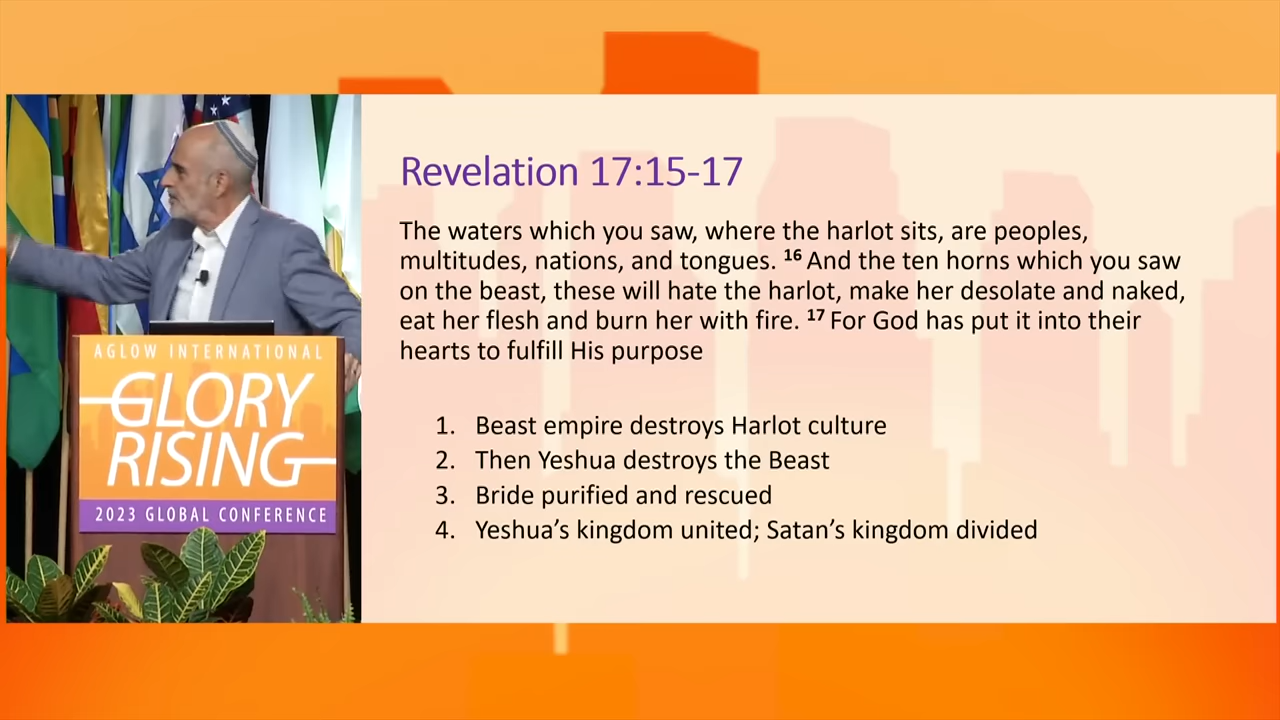 AGLOW INTERNATIONAL
GLORY
RISING
2023 GLOBAL CONFERENCE
Revelation 17:15-17
The waters which you saw, where the harlot sits, are peoples,
multitudes, nations, and tongues. 16 And the ten horns which you saw
on the beast, these will hate the harlot, make her desolate and naked,
eat her flesh and burn her with fire. 17 For God has put it into their
hearts to fulfill His purpose
1. Beast empire destroys Harlot culture
2. Then Yeshua destroys the Beast
3. Bride purified and rescued
4. Yeshua’s kingdom united; Satan’s kingdom divided